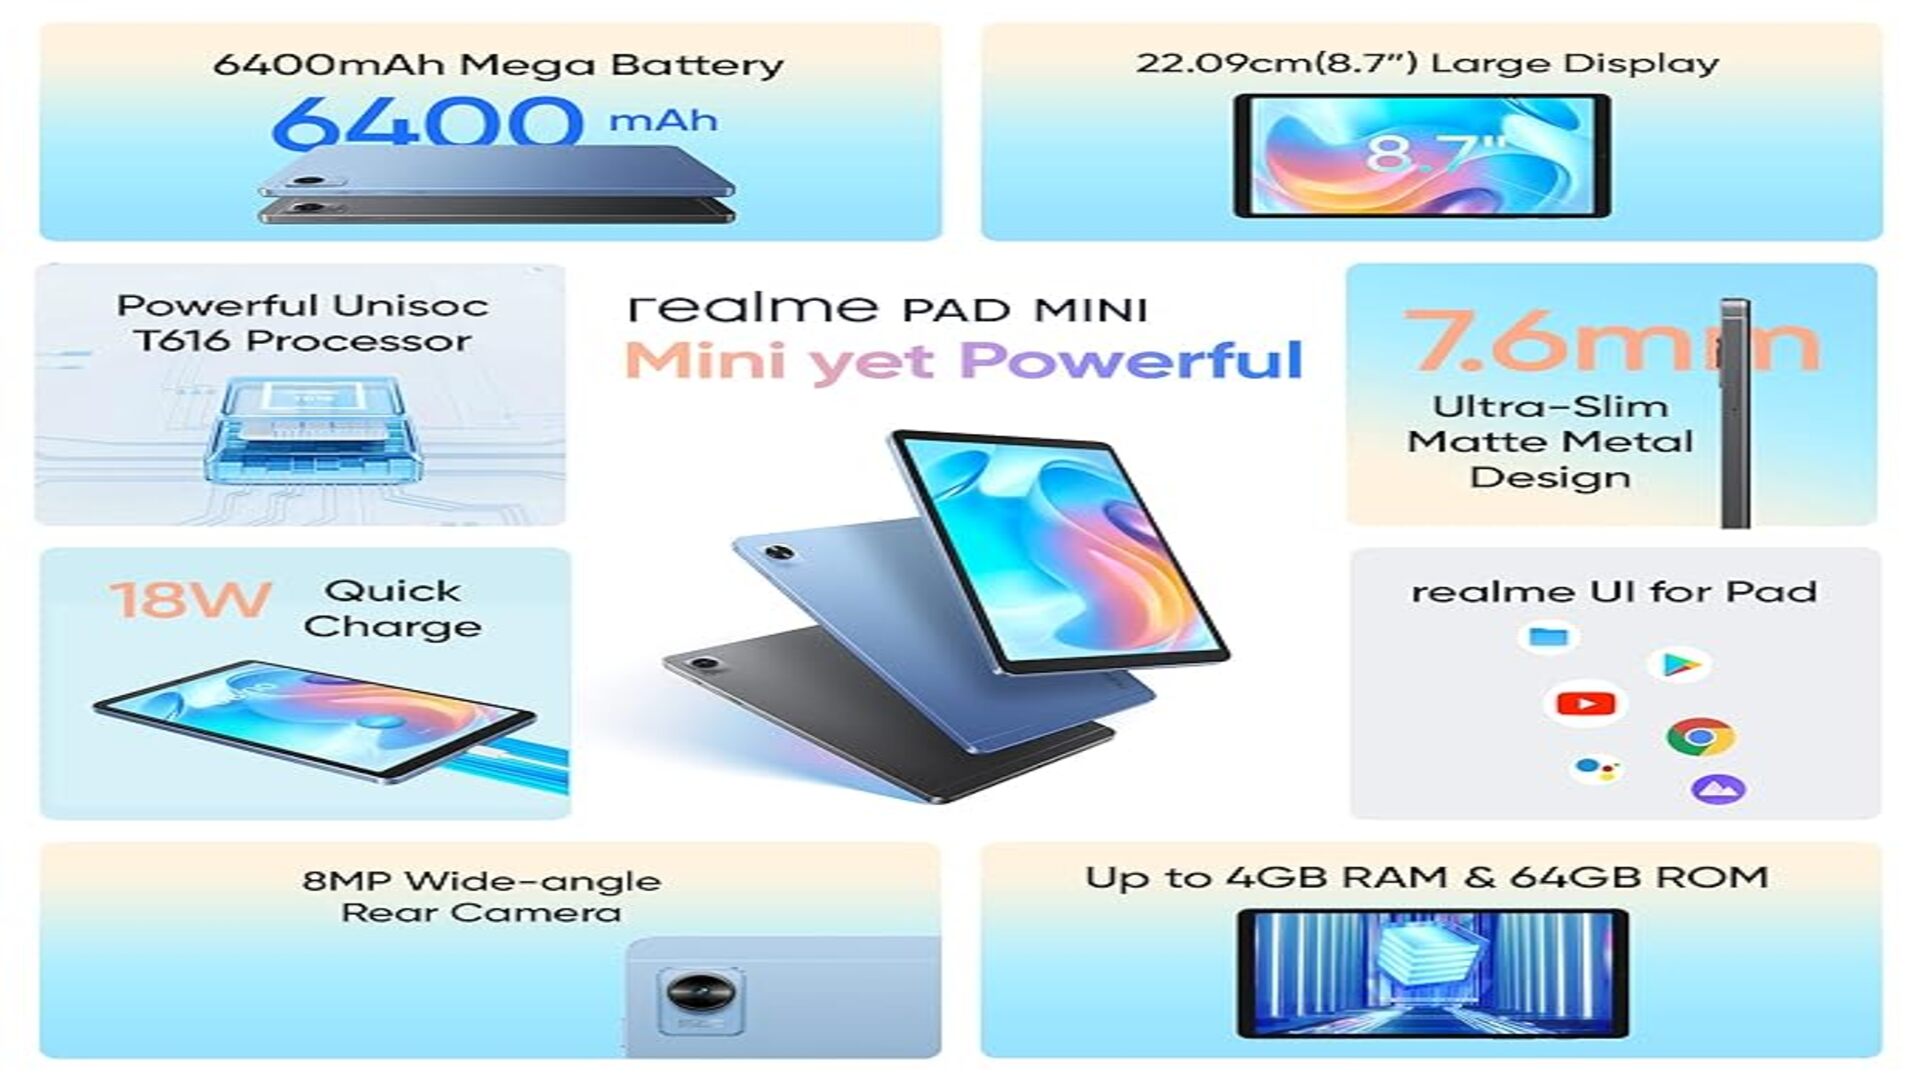 6400mAh Mega Battery
6400 mAh
22.09cm(8.7") Large Display
8.7"
Powerful Unisoc
T616 Processor
realme PAD MINI
Mini yet Powerful
7.6mm
Ultra-Slim
Matte Metal
Design
18W Quick
Charge
realme UI for Pad
8MP Wide-angle
Rear Camera
Up to 4GB RAM & 64GB ROM